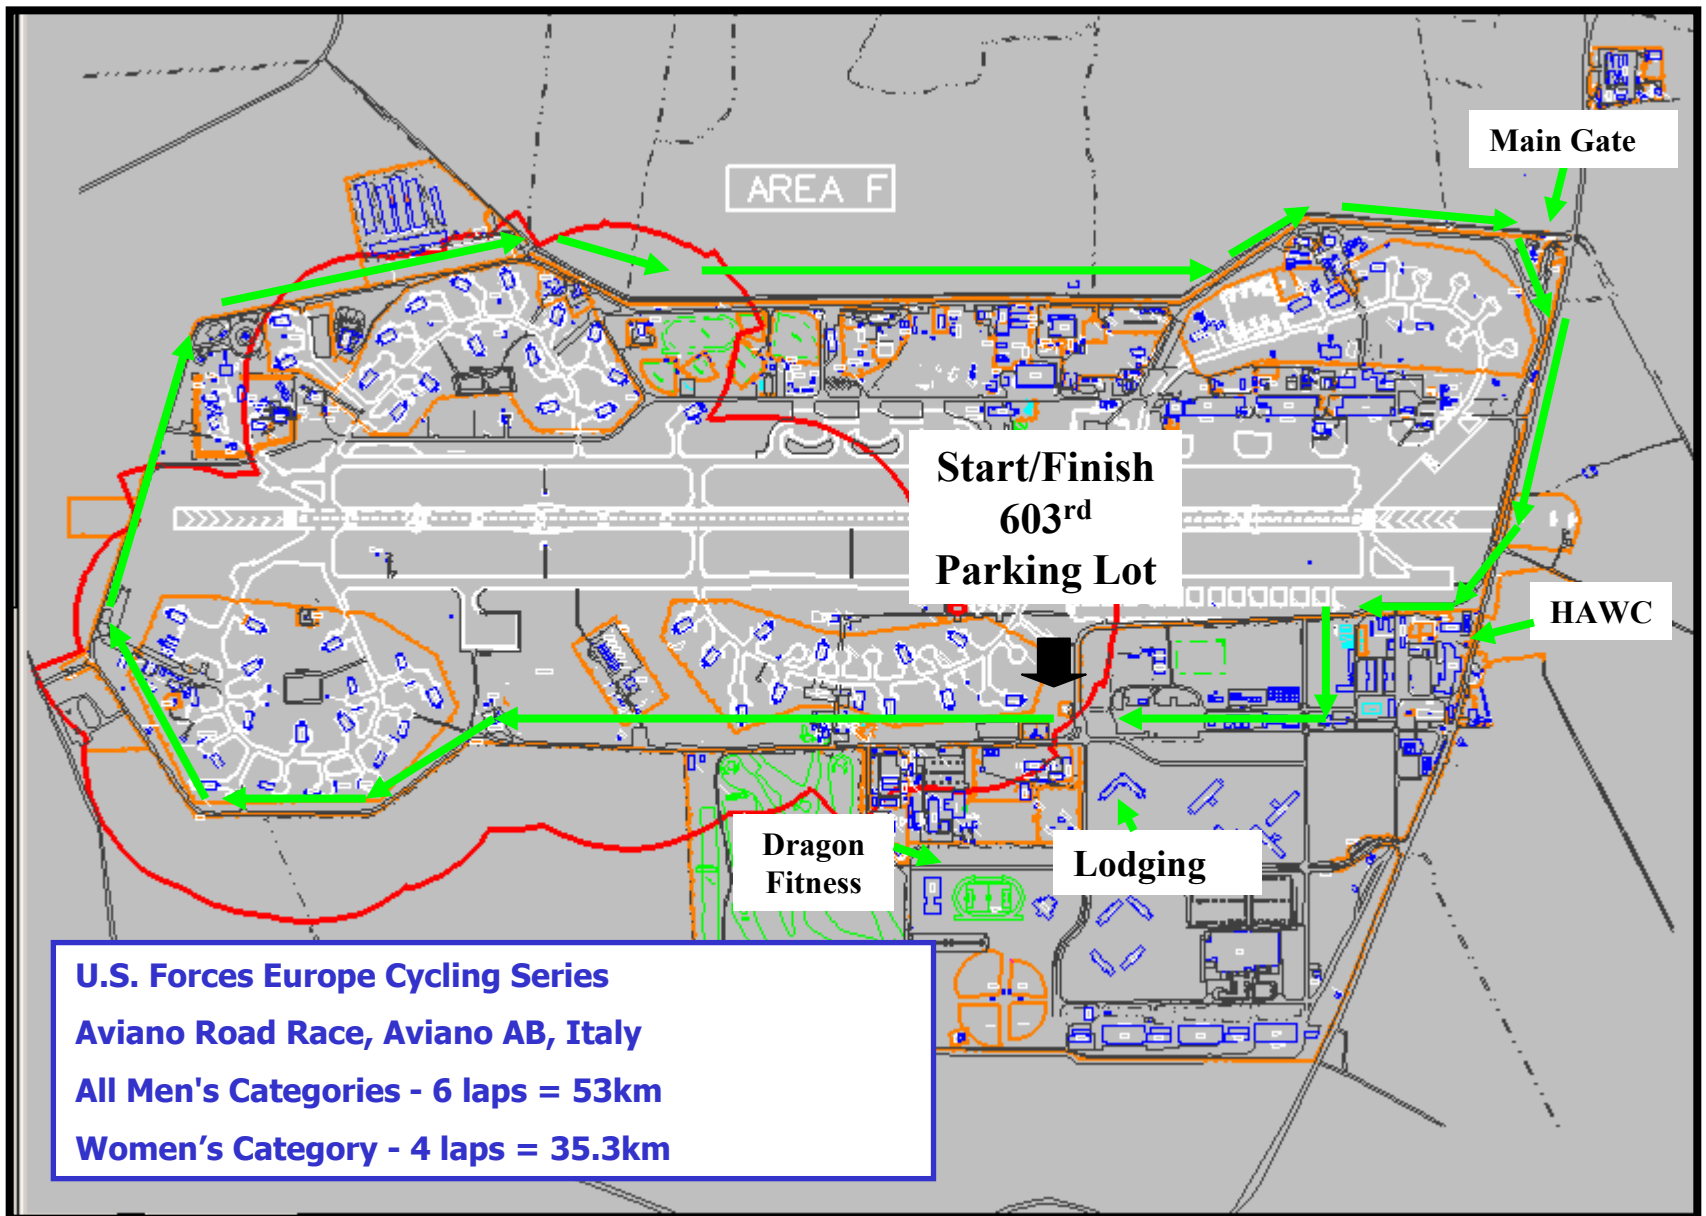 Main Gate
AREA F
Start/Finish
603rd
Parking Lot
HAWC
Dragon
Fitness
Lodging
U.S. Forces Europe Cycling Series
Aviano Road Race, Aviano AB, Italy
All Men's Categories - 6 laps = 53km
Women’s Category - 4 laps = 35.3km